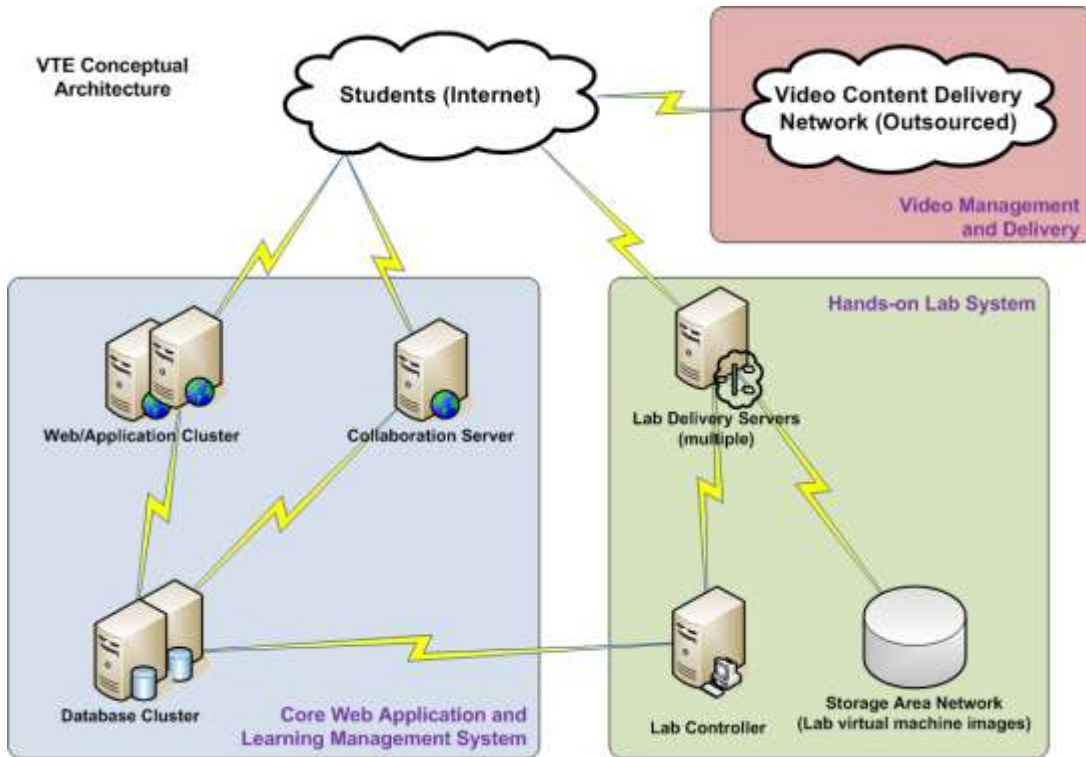 VTE Conceptual
Architecture
Students (Internet)
Video Content Delivery
Network (Outsourced)
Video Management
and Delivery
Hands-on Lab System
Web/Application Cluster
Collaboration Server
Lab Delivery Servers
(multiple)
Database Cluster
Core Web Application and
Learning Management System
Lab Controller
Storage Area Network
(Lab virtual machine images)